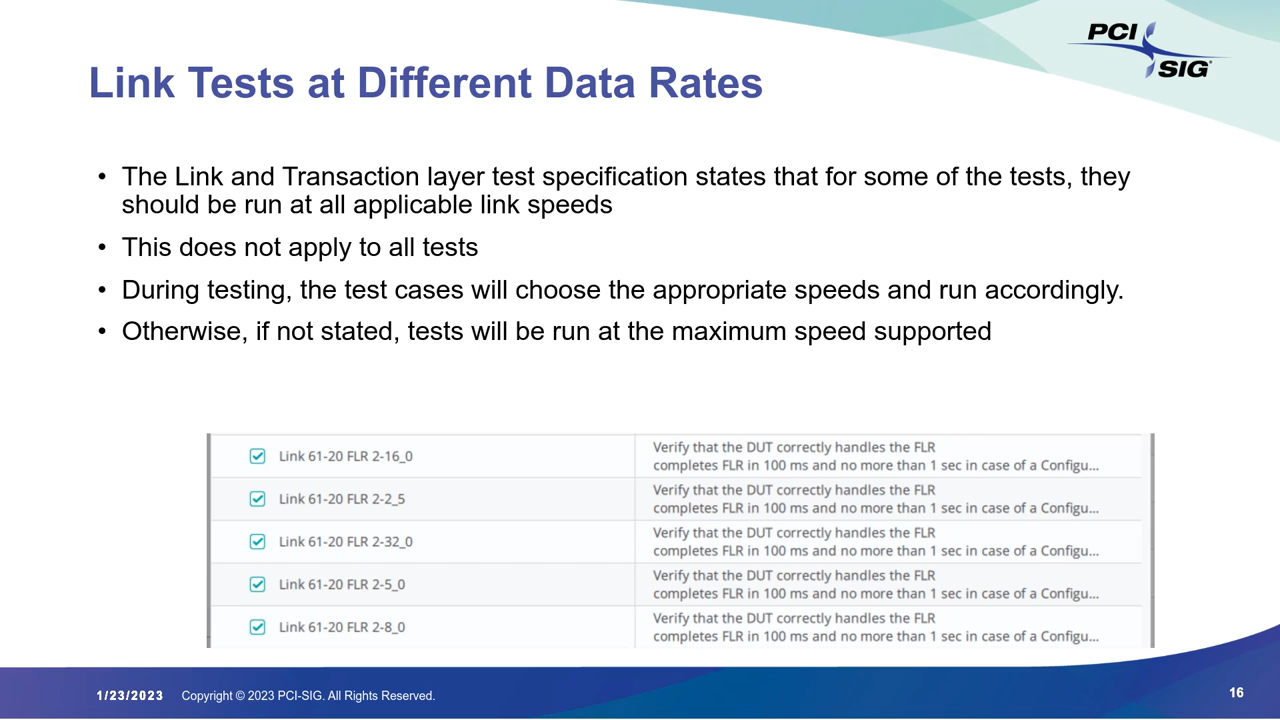 PCI
SIG
Link Tests at Different Data Rates
• The Link and Transaction layer test specification states that for some of the tests, they
should be run at all applicable link speeds
• This does not apply to all tests
• During testing, the test cases will choose the appropriate speeds and run accordingly.
• Otherwise, if not stated, tests will be run at the maximum speed supported
Link 61-20 FLR 2-16_0
Verify that the DUT correctly handles the FLR
completes FLR in 100 ms and no more than 1 sec in case of a Configu...
Link 61-20 FLR 2-2_5
Verify that the DUT correctly handles the FLR
completes FLR in 100 ms and no more than 1 sec in case of a Configu...
Link 61-20 FLR 2-32_0
Verify that the DUT correctly handles the FLR
completes FLR in 100 ms and no more than 1 sec in case of a Configu...
Link 61-20 FLR 2-5_0
Verify that the DUT correctly handles the FLR
completes FLR in 100 ms and no more than 1 sec in case of a Configu...
Link 61-20 FLR 2-8_0
Verify that the DUT correctly handles the FLR
completes FLR in 100 ms and no more than 1 sec in case of a Configu...
1/23/2023 Copyright © 2023 PCI-SIG. All Rights Reserved. 16